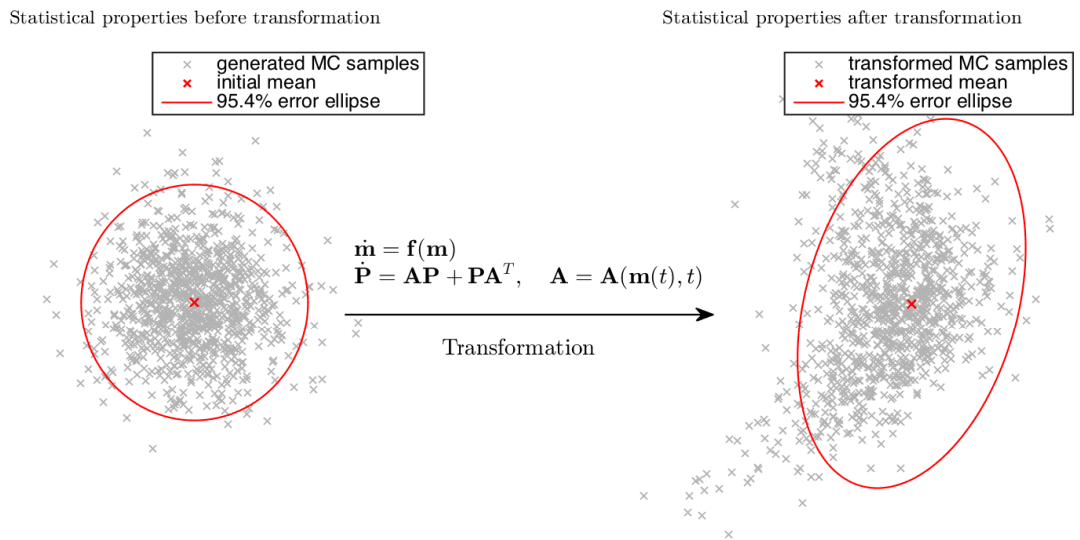 Statistical properties before transformation
generated MC samples
initial mean
95.4% error ellipse
ṁ = f(m)
Ṗ = AP + PAᵀ, A = A(m(t), t)
Transformation
Statistical properties after transformation
transformed MC samples
transformed mean
95.4% error ellipse